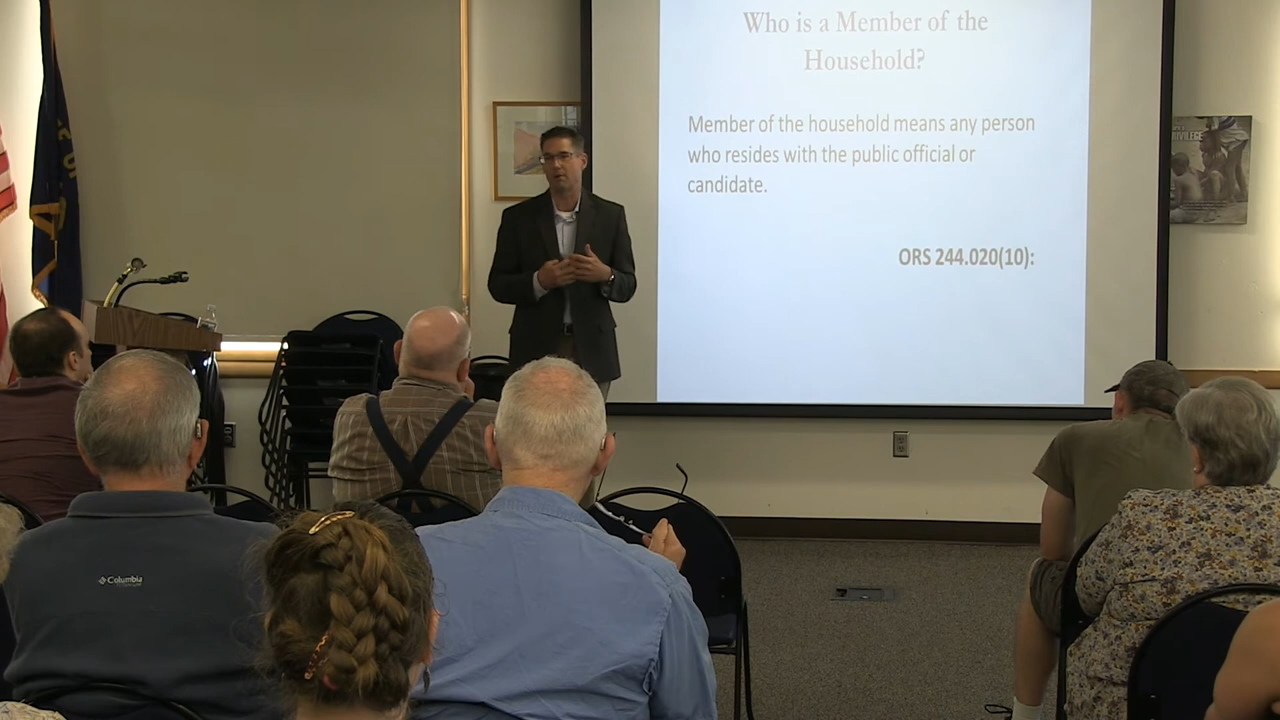 Who is a Member of the
Household?
Member of the household means any person
who resides with the public official or
candidate.
ORS 244.020(10):
PRIVILEGE
Columbia